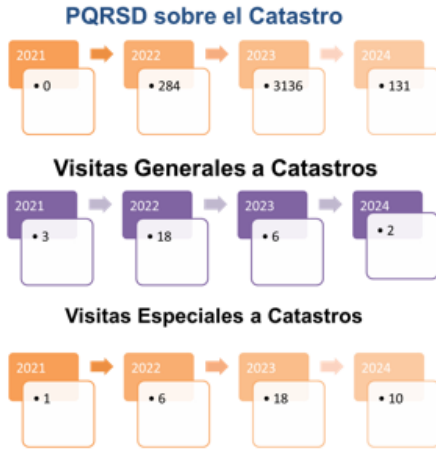 PQRSD sobre el Catastro
2021 2022 2023 2024
• 0 • 284 • 3136 • 131
Visitas Generales a Catastros
2021 2022 2023 2024
• 3 • 18 • 6 • 2
Visitas Especiales a Catastros
2021 2022 2023 2024
• 1 • 6 • 18 • 10